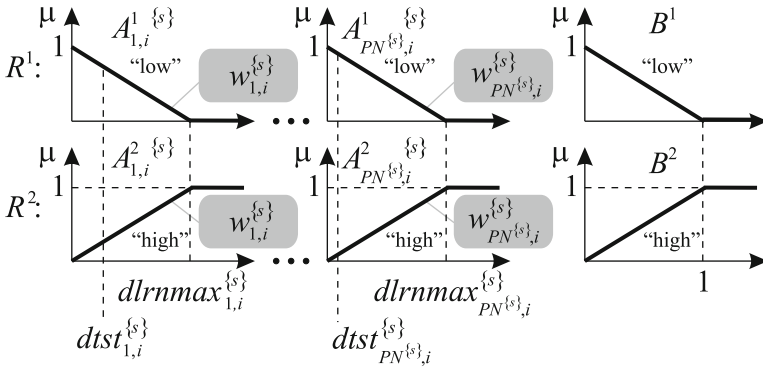 μ A^1_{1,i}^{s} μ A^1_{PN^{s},i}^{s} μ B^1
R^1: 1 “low” w^{s}_{1,i} 1 “low” w^{s}_{PN^{s},i} 1 “low”
•••
μ A^2_{1,i}^{s} μ A^2_{PN^{s},i}^{s} μ B^2
R^2: 1 “high” w^{s}_{1,i} 1 “high” w^{s}_{PN^{s},i} 1 “high”
•••
dlrnmax^{s}_{1,i} dlrnmax^{s}_{PN^{s},i} 1
dtst^{s}_{1,i} dtst^{s}_{PN^{s},i}